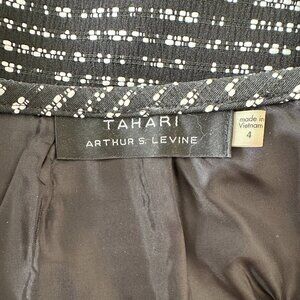 TAHARI
ARTHUR S. LEVINE
made in
Vietnam
4